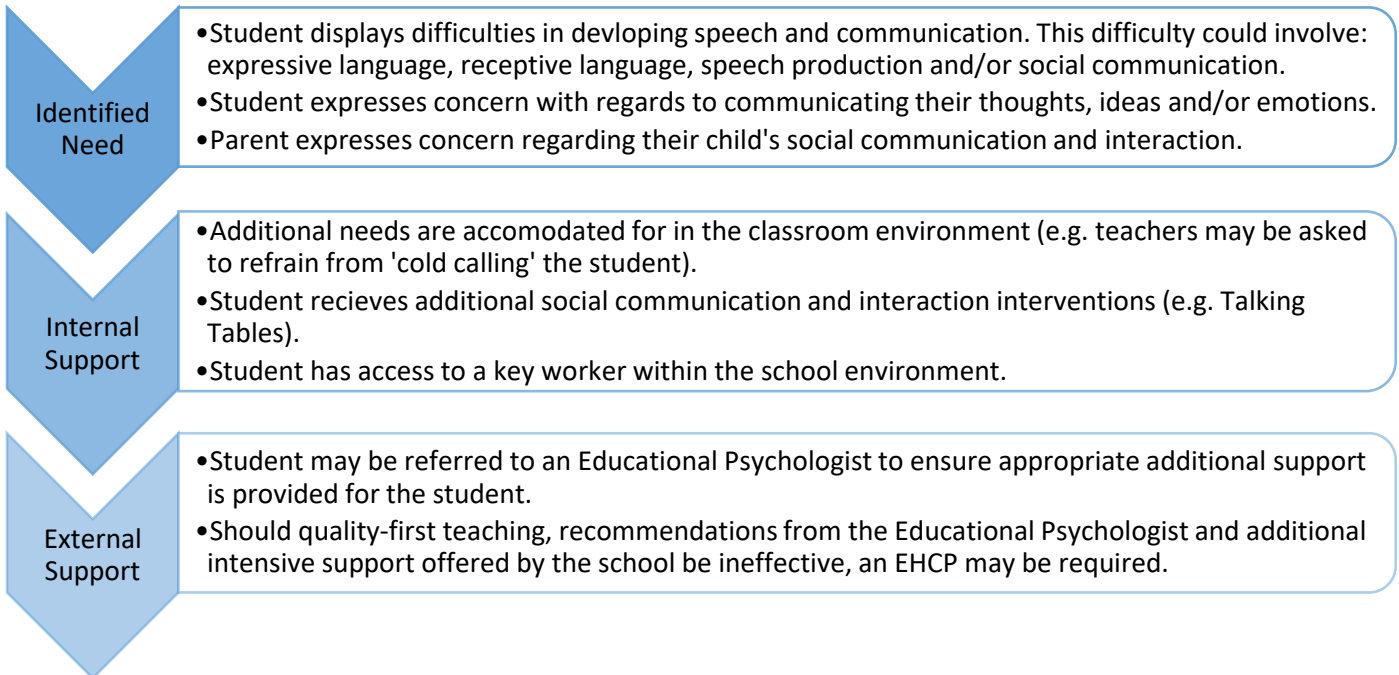 Identified
Need
•Student displays difficulties in devloping speech and communication. This difficulty could involve:
expressive language, receptive language, speech production and/or social communication.
•Student expresses concern with regards to communicating their thoughts, ideas and/or emotions.
•Parent expresses concern regarding their child's social communication and interaction.
Internal
Support
•Additional needs are accomodated for in the classroom environment (e.g. teachers may be asked
to refrain from 'cold calling' the student).
•Student recieves additional social communication and interaction interventions (e.g. Talking
Tables).
•Student has access to a key worker within the school environment.
External
Support
•Student may be referred to an Educational Psychologist to ensure appropriate additional support
is provided for the student.
•Should quality-first teaching, recommendations from the Educational Psychologist and additional
intensive support offered by the school be ineffective, an EHCP may be required.